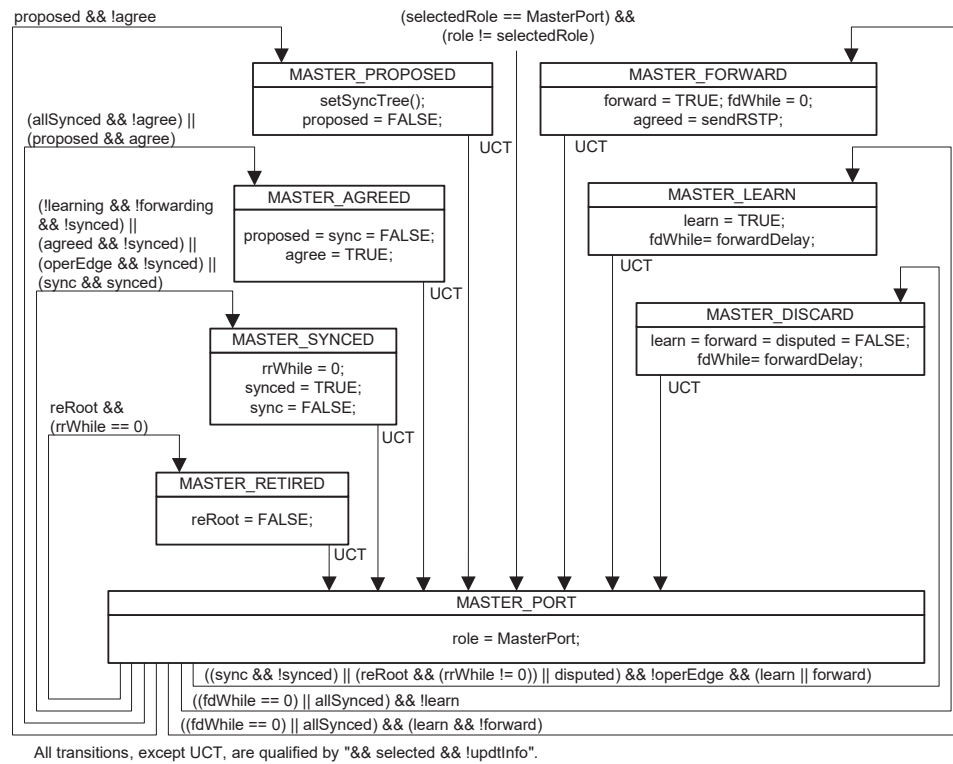 proposed && !agree
(selectedRole == MasterPort) &&
(role != selectedRole)
MASTER_PROPOSED
setSyncTree();
proposed = FALSE;
UCT
MASTER_FORWARD
forward = TRUE; fdWhile = 0;
agreed = sendRSTP;
UCT
(allSynced && !agree) ||
(proposed && agree)
MASTER_AGREED
proposed = sync = FALSE;
agree = TRUE;
UCT
MASTER_LEARN
learn = TRUE;
fdWhile= forwardDelay;
UCT
(!learning && !forwarding
&& !synced) ||
(agreed && !synced) ||
(operEdge && !synced) ||
(sync && synced)
MASTER_SYNCED
rrWhile = 0;
synced = TRUE;
sync = FALSE;
UCT
MASTER_DISCARD
learn = forward = disputed = FALSE;
fdWhile= forwardDelay;
UCT
reRoot &&
(rrWhile == 0)
MASTER_RETIRED
reRoot = FALSE;
UCT
MASTER_PORT
role = MasterPort;
((sync && !synced) || (reRoot && (rrWhile != 0)) || disputed) && !operEdge && (learn || forward)
((fdWhile == 0) || allSynced) && !learn
((fdWhile == 0) || allSynced) && (learn && !forward)
All transitions, except UCT, are qualified by "&& selected && !updtInfo".